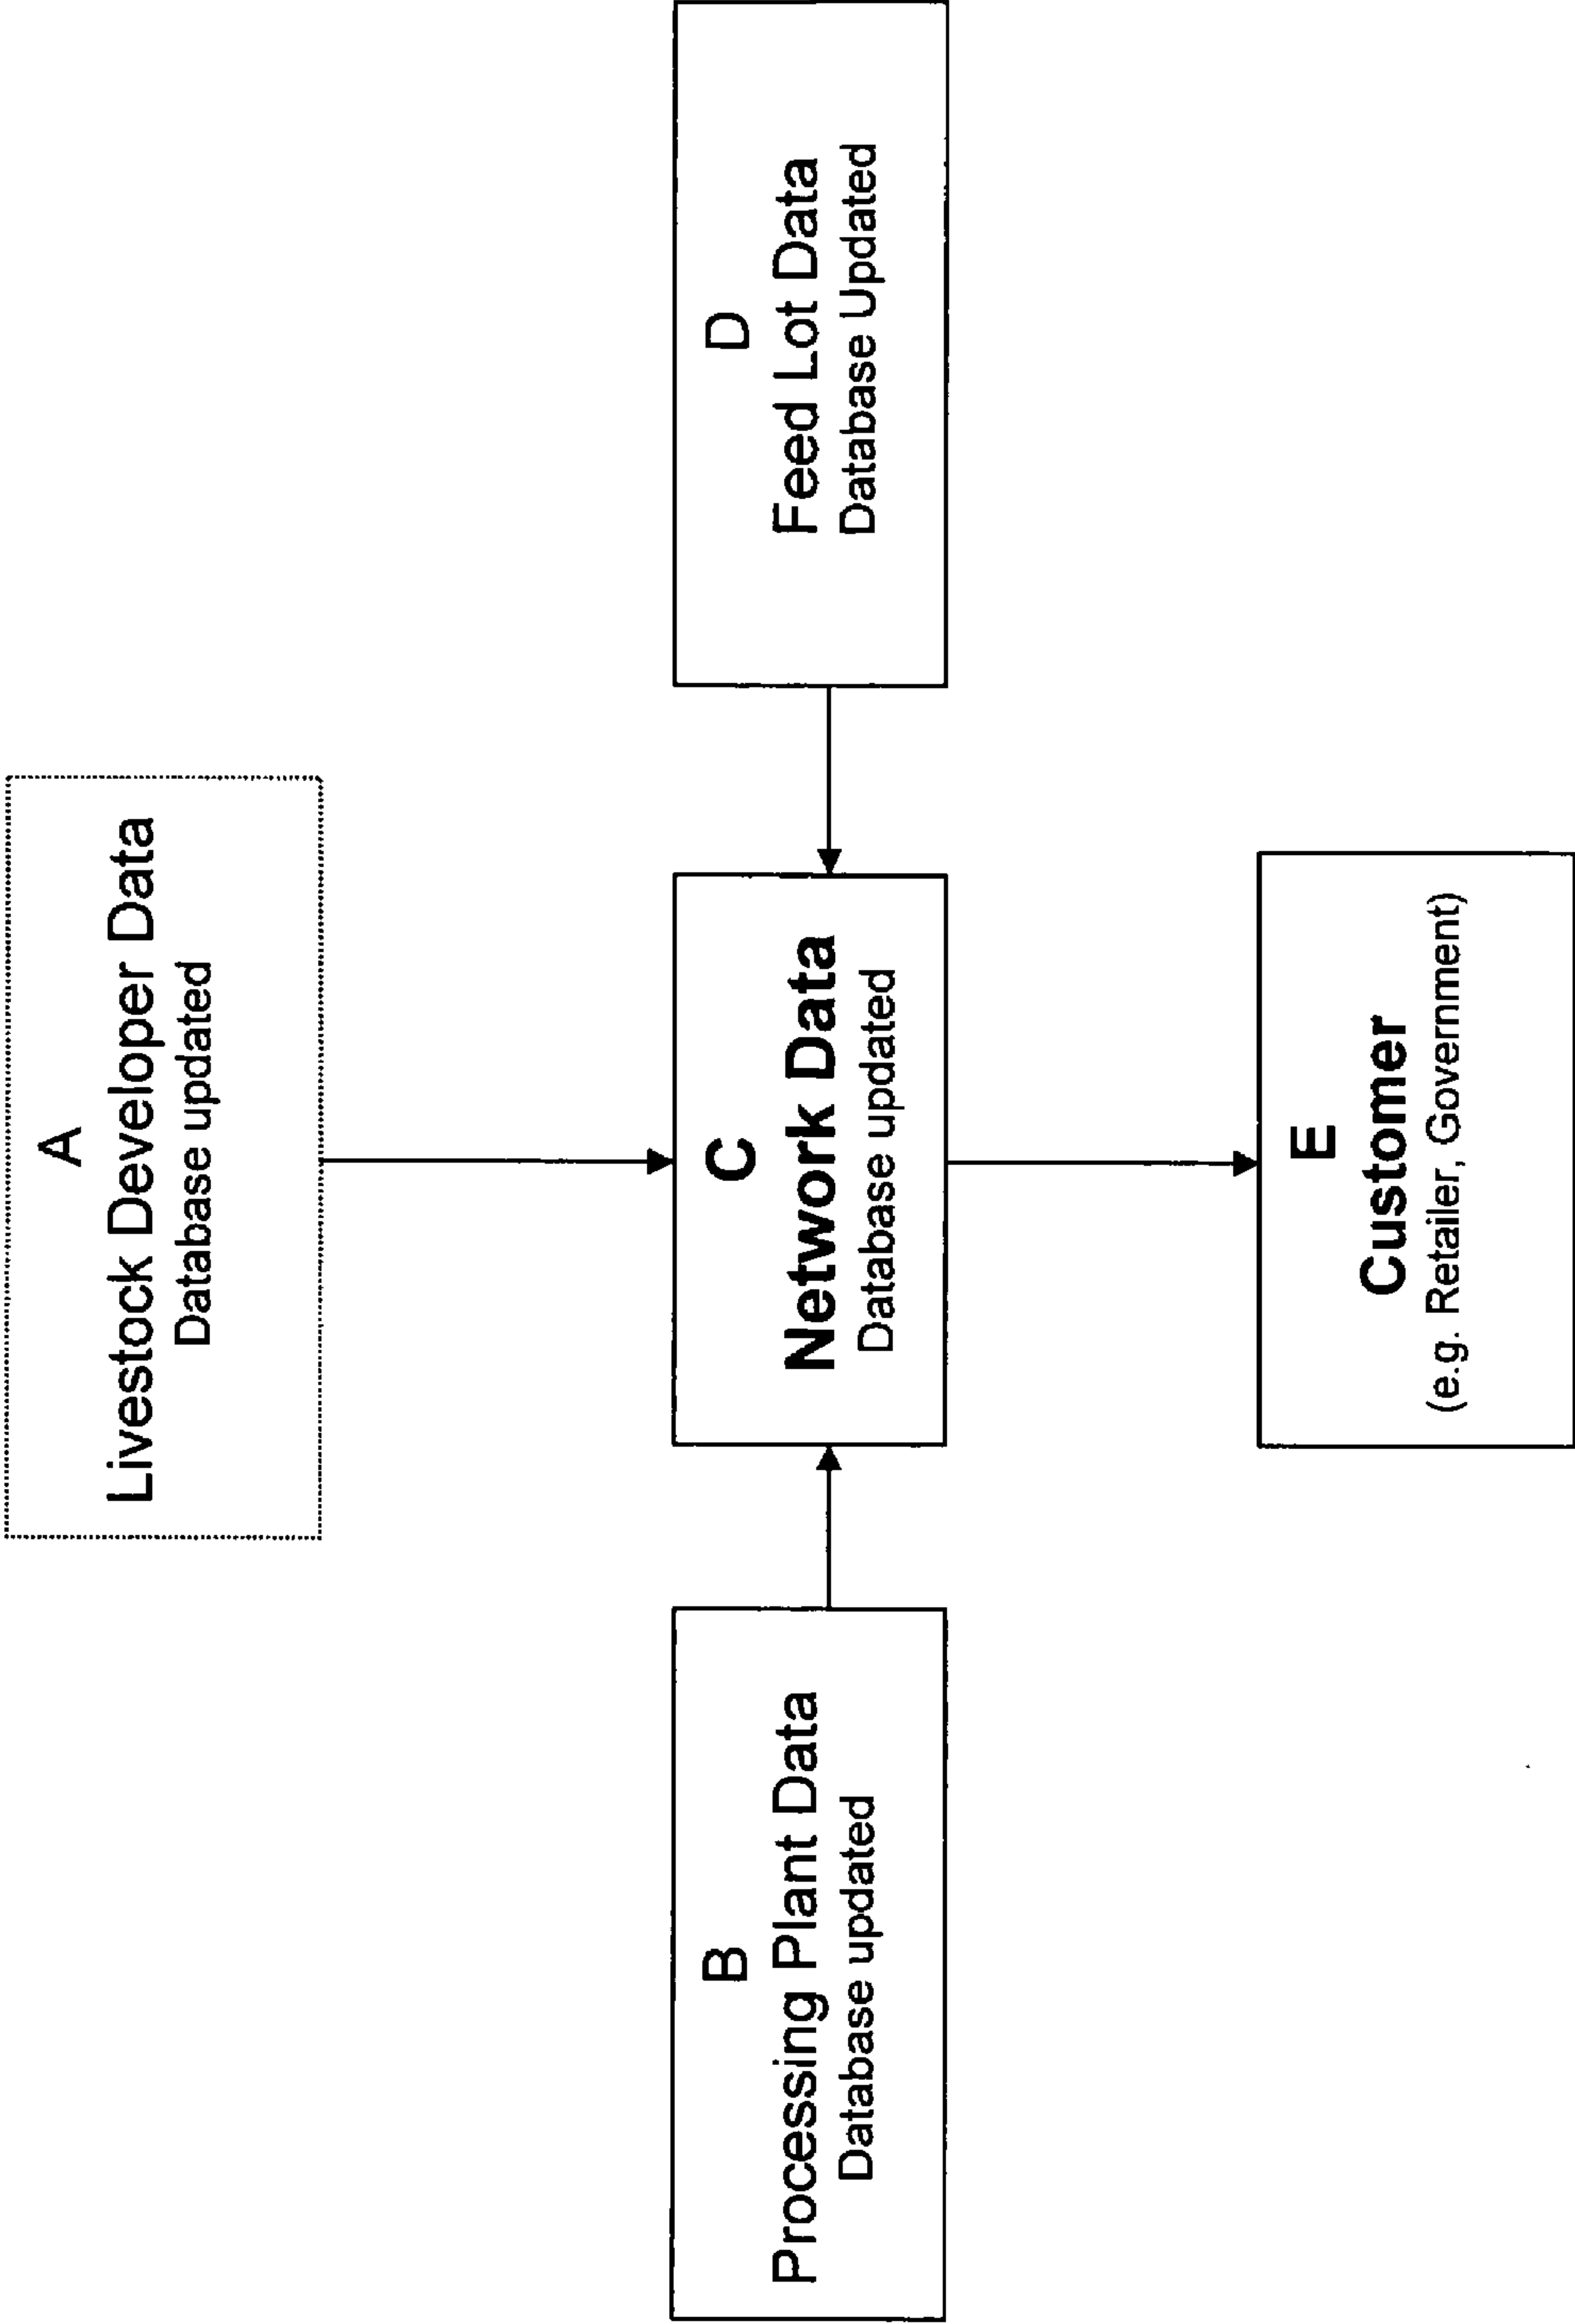 A
Livestock Developer Data
Database updated
B
Processing Plant Data
Database updated
C
Network Data
Database updated
D
Feed Lot Data
Database Updated
E
Customer
(e.g. Retailer, Government)